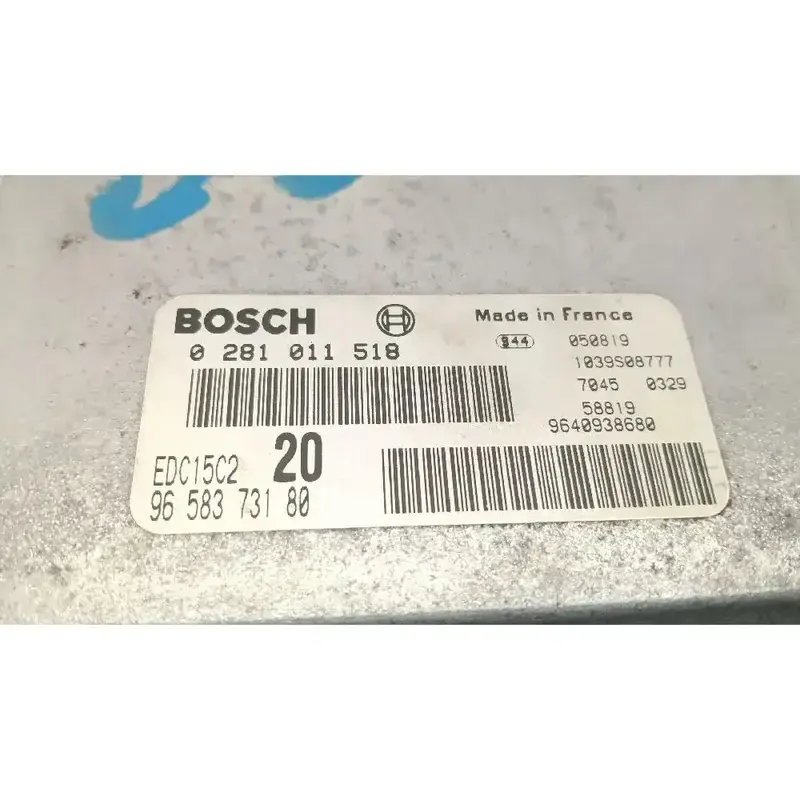 BOSCH
Made in France
0 281 011 518
944
050819
1039S08777
7045 0329
58819
9640938680
EDC15C2 20
96 583 731 80